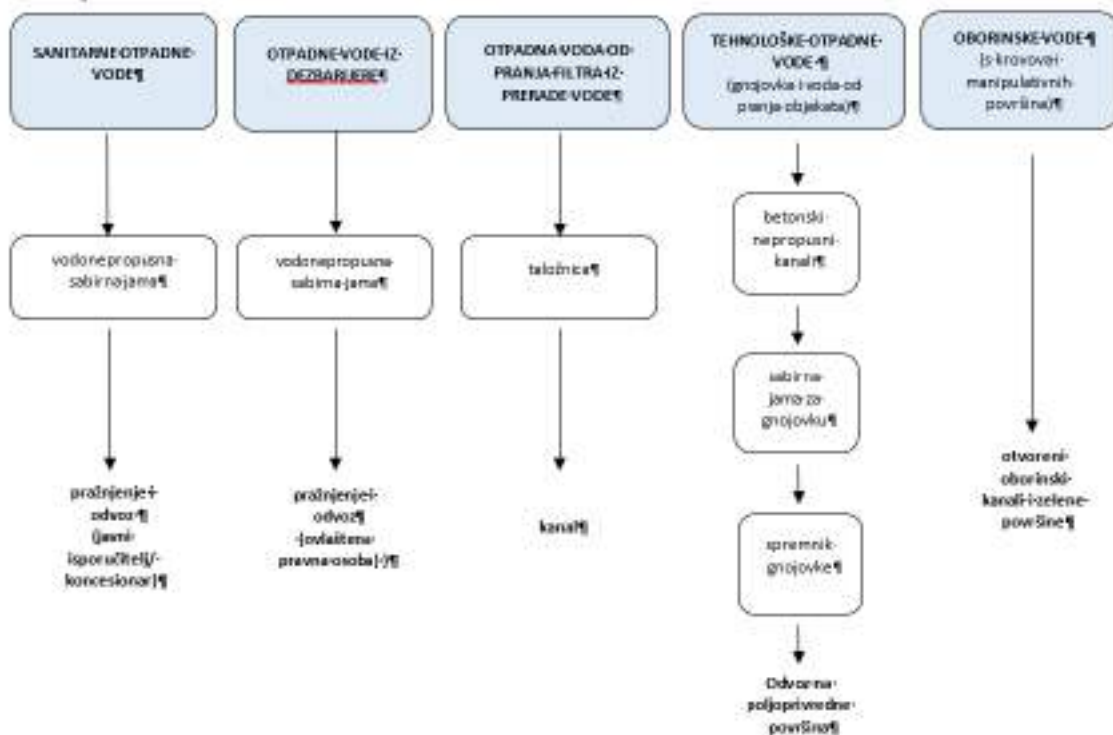 SANITARNE·OTPADNE·
VODE¶
OTPADNE·VODE·IZ·
DEZBARIJERE¶
OTPADNA·VODA·OD·
PRANJA·FILTRA·IZ·
PRERADE·VODE¶
TEHNOLOŠKE·OTPADNE·
VODE·¶
(gnojovka·i·voda·od·
pranja·objekata)¶
OBORINSKE·VODE·¶
(s·krovova·i·
manipulativnih·
površina)¶
vodonepropusna·
sabirna·jama¶
vodonepropusna·
sabirna·jama¶
taložnica¶
betonski·
nepropusni·
kanali¶
sabirna·
jama·za·
gnojovku¶
spremnik·
gnojovke¶
pražnjenje·i·
odvoz·¶
(javni·
isporučitelj/·
koncesionar)¶
pražnjenje·i·
odvoz¶
(ovlaštena·
pravna·osoba)·)¶
kanal¶
Odvoz·na·
poljoprivredne·
površine¶
otvoreni·
oborinski·
kanali·i·zelene·
površine¶